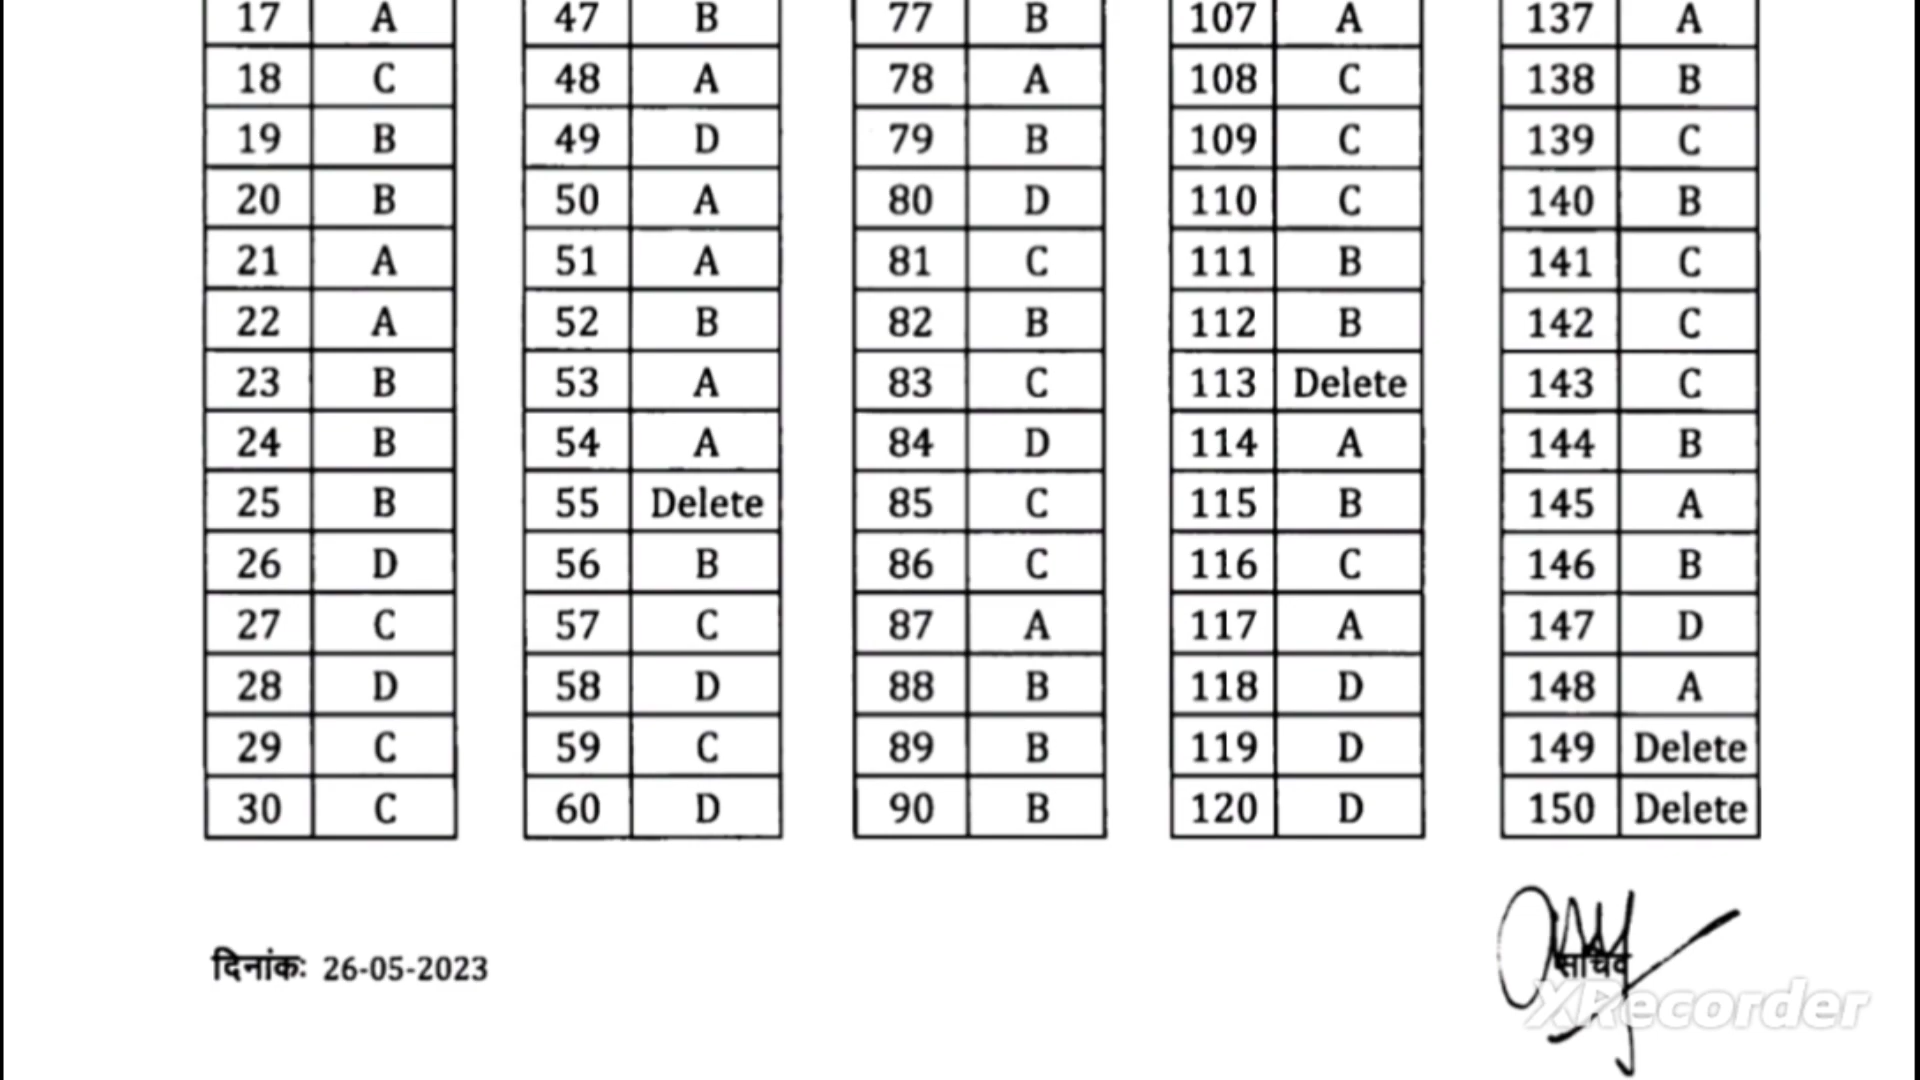 17 A 47 B 77 B 107 A 137 A
18 C 48 A 78 A 108 C 138 B
19 B 49 D 79 B 109 C 139 C
20 B 50 A 80 D 110 C 140 B
21 A 51 A 81 C 111 B 141 C
22 A 52 B 82 B 112 B 142 C
23 B 53 A 83 C 113 Delete 143 C
24 B 54 A 84 D 114 A 144 B
25 B 55 Delete 85 C 115 B 145 A
26 D 56 B 86 C 116 C 146 B
27 C 57 C 87 A 117 A 147 D
28 D 58 D 88 B 118 D 148 A
29 C 59 C 89 B 119 D 149 Delete
30 C 60 D 90 B 120 D 150 Delete
दिनांक: 26-05-2023
सचिव
XRecorder